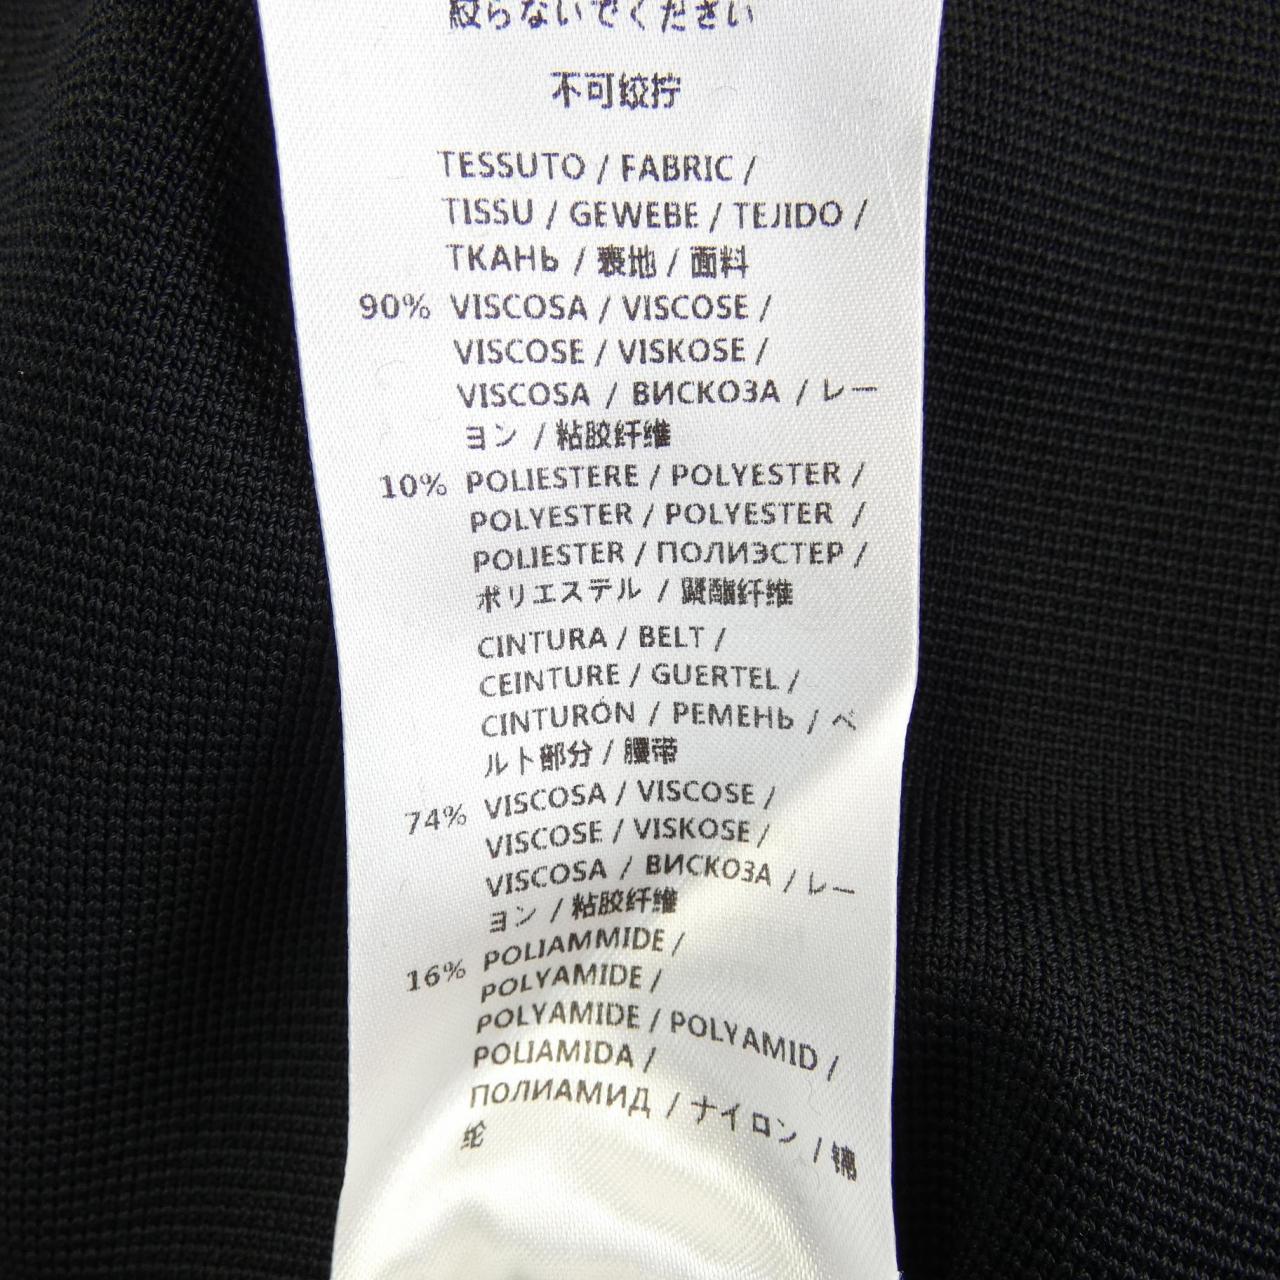 絞らないでください
不可绞拧
TESSUTO / FABRIC /
TISSU / GEWEBE / TEJIDO /
ТКАНЬ / 裹地 / 面料
90% VISCOSA / VISCOSE /
VISCOSE / VISKOSE /
VISCOSA / ВИСКОЗА / レー
ヨン / 粘胶纤维
10% POLIESTERE / POLYESTER /
POLYESTER / POLYESTER /
POLIESTER / ПОЛИЭСТЕР /
ポリエステル / 聚酯纤维
CINTURA / BELT /
CEINTURE / GUERTEL /
CINTURÓN / РЕМЕНЬ / ベ
ルト部分 / 腰带
74% VISCOSA / VISCOSE /
VISCOSE / VISKOSE /
VISCOSA / ВИСКОЗА / レー
ヨン / 粘胶纤维
16% POLIAMMIDE /
POLYAMIDE /
POLYAMIDE / POLYAMID /
POLIAMIDA /
ПОЛИАМИД / ナイロン / 锦
纶